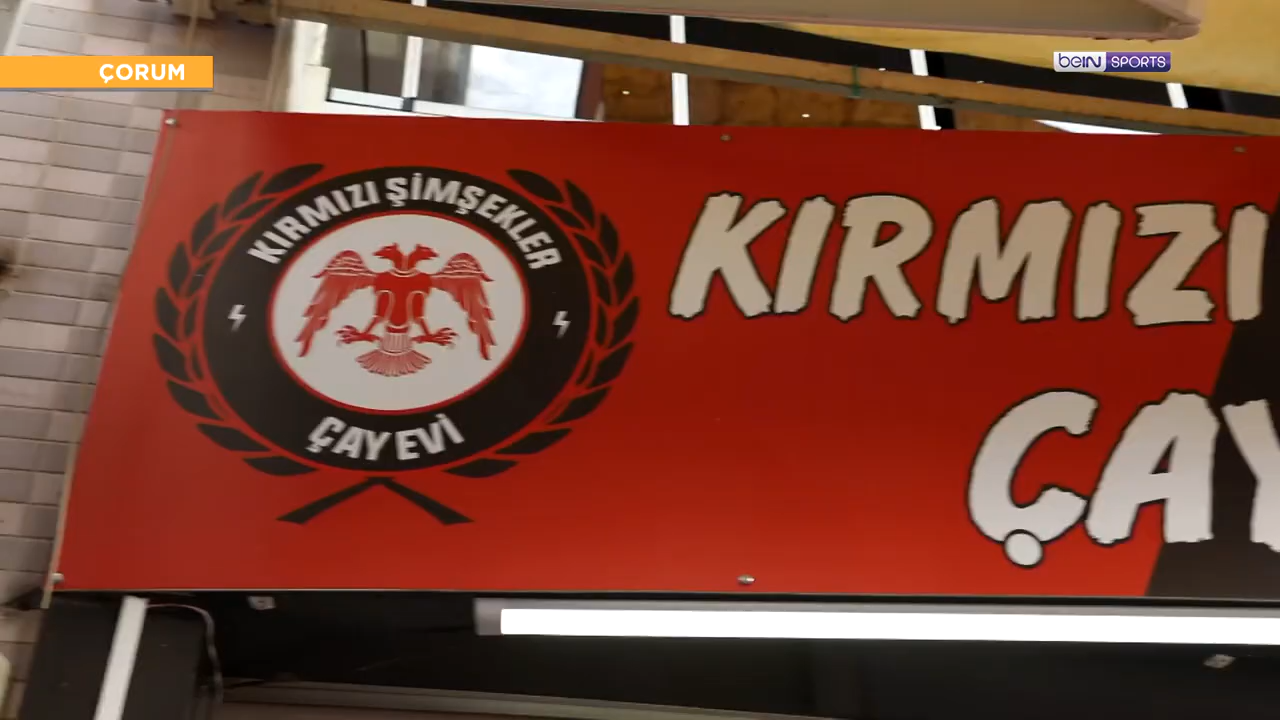 ÇORUM
beIN SPORTS
KIRMIZI ŞİMŞEKLER
ÇAY EVİ
KIRMIZI
ÇAY